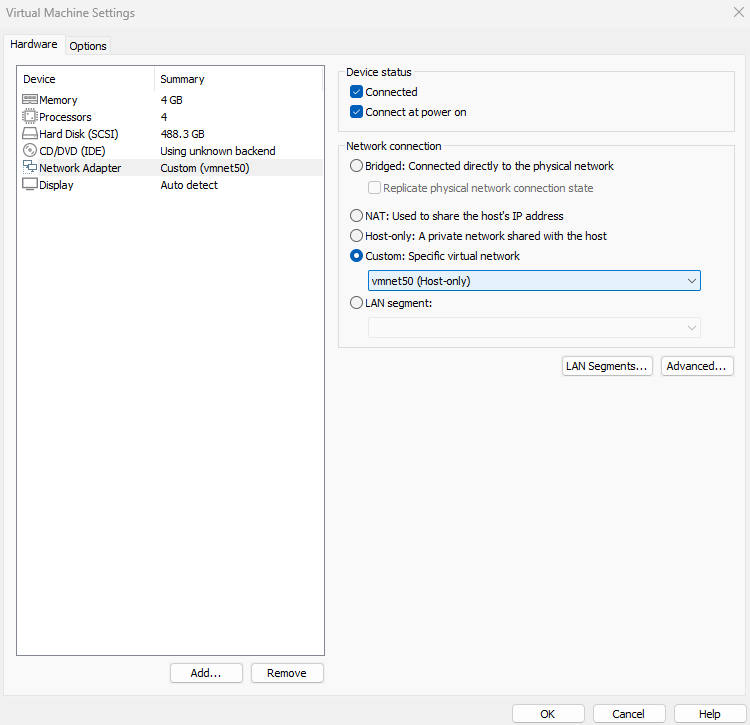 Virtual Machine Settings
Hardware Options
Device Summary
Memory 4 GB
Processors 4
Hard Disk (SCSI) 488.3 GB
CD/DVD (IDE) Using unknown backend
Network Adapter Custom (vmnet50)
Display Auto detect
Add...
Remove
Device status
Connected
Connect at power on
Network connection
Bridged: Connected directly to the physical network
Replicate physical network connection state
NAT: Used to share the host's IP address
Host-only: A private network shared with the host
Custom: Specific virtual network
vmnet50 (Host-only)
LAN segment:
LAN Segments... Advanced...
OK Cancel Help